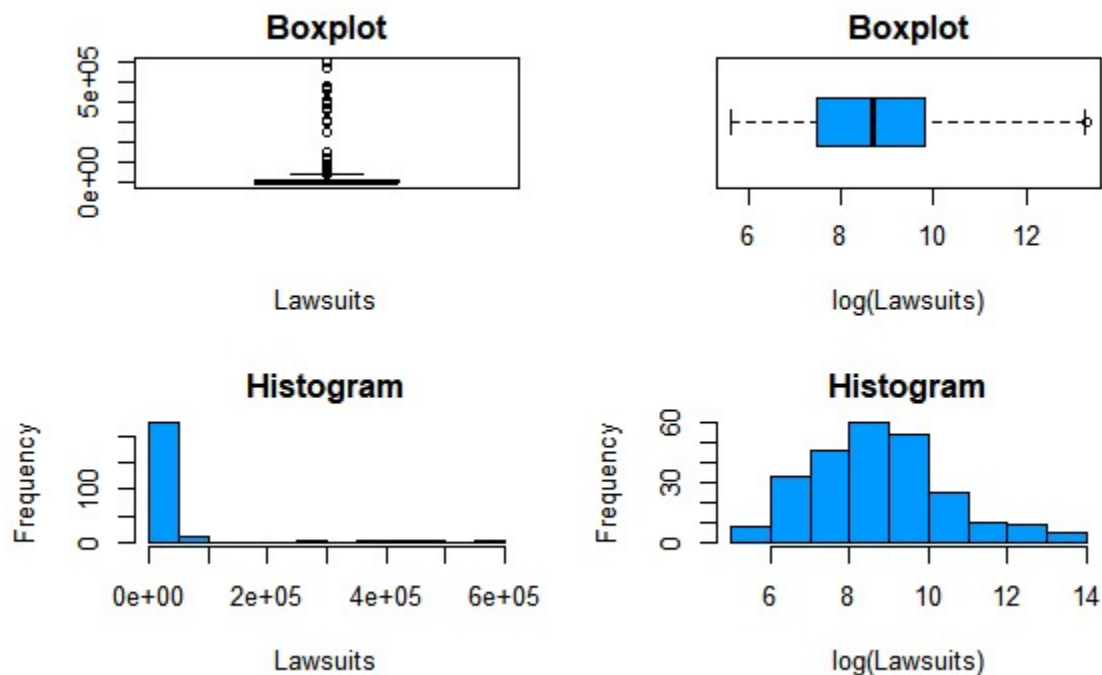 Boxplot
5e+05
0e+00
Lawsuits
Boxplot
6 8 10 12
log(Lawsuits)
Histogram
Frequency
100
0
0e+00 2e+05 4e+05 6e+05
Lawsuits
Histogram
Frequency
60
30
0
6 8 10 12 14
log(Lawsuits)